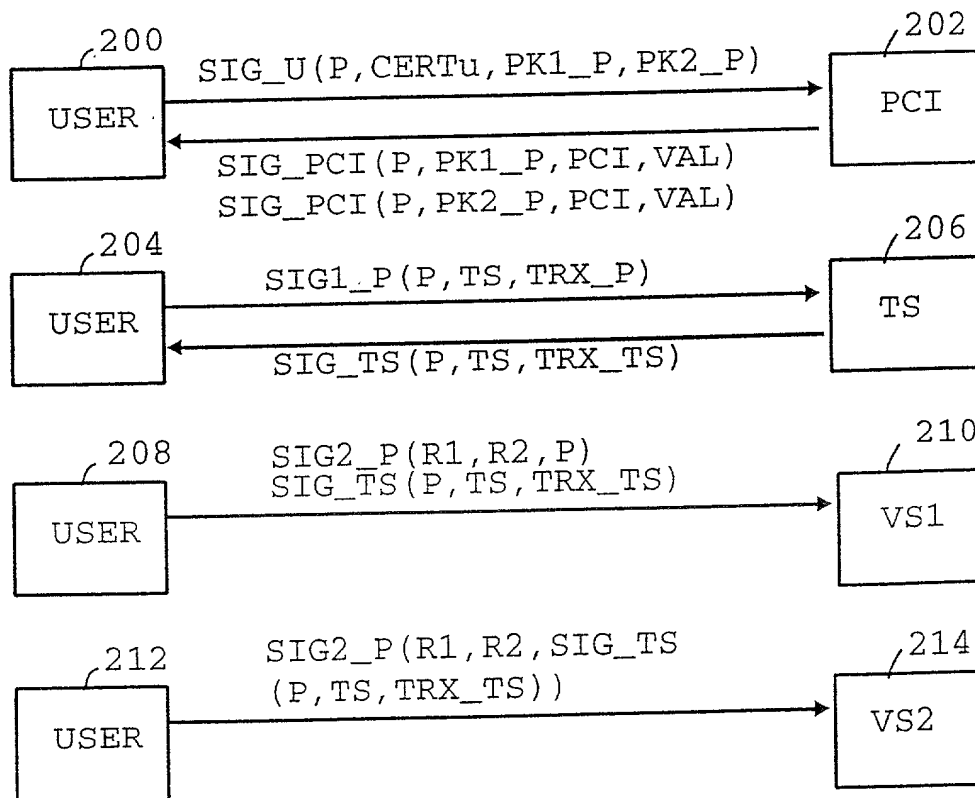 200
202
SIG_U(P,CERTu,PK1_P,PK2_P)
USER
PCI
SIG_PCI(P,PK1_P,PCI,VAL)
SIG_PCI(P,PK2_P,PCI,VAL)
204
206
SIG1_P(P,TS,TRX_P)
USER
TS
SIG_TS(P,TS,TRX_TS)
208
210
SIG2_P(R1,R2,P)
SIG_TS(P,TS,TRX_TS)
USER
VS1
212
214
SIG2_P(R1,R2,SIG_TS
(P,TS,TRX_TS))
USER
VS2